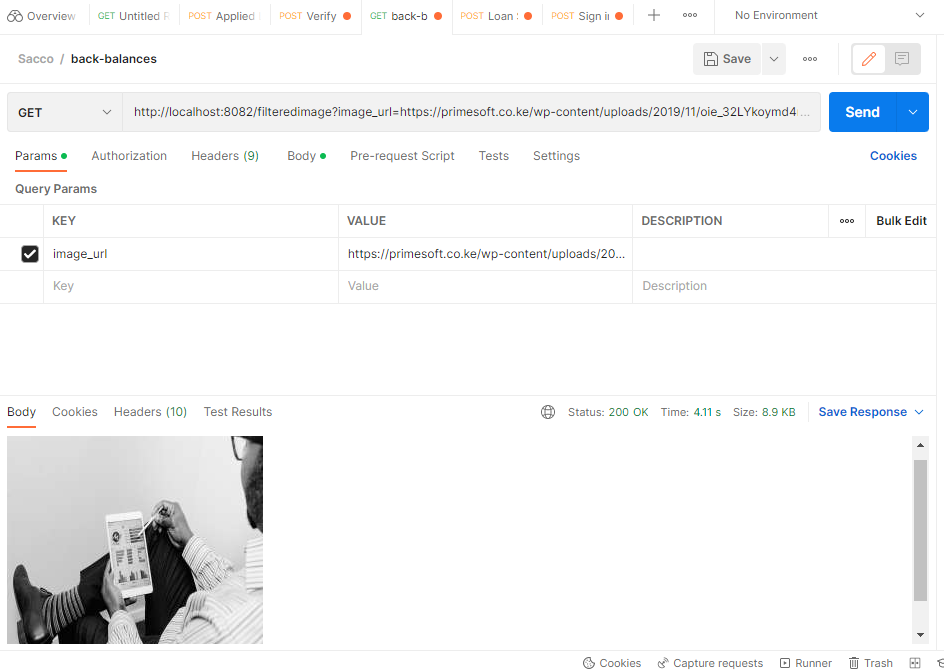 Overview GET Untitled POST Applied POST Verify GET back-b POST Loan POST Sign i No Environment
Sacco / back-balances Save
GET http://localhost:8082/filteredimage?image_url=https://primesoft.co.ke/wp-content/uploads/2019/11/oie_32LYkoymd4... Send
Params Authorization Headers (9) Body Pre-request Script Tests Settings Cookies
Query Params
KEY VALUE DESCRIPTION Bulk Edit
image_url https://primesoft.co.ke/wp-content/uploads/20...
Key Value Description
Body Cookies Headers (10) Test Results Status: 200 OK Time: 4.11 s Size: 8.9 KB Save Response
Cookies Capture requests Runner Trash